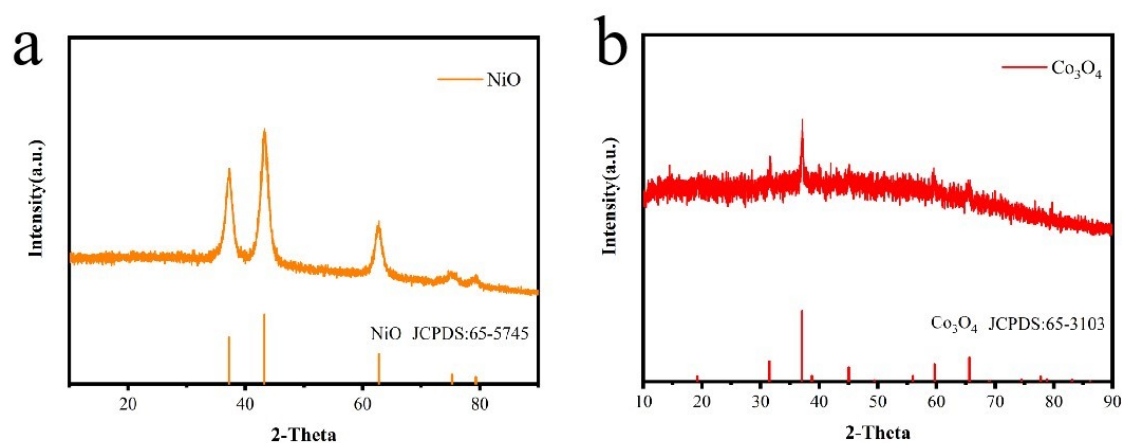 a
NiO
Intensity(a.u.)
NiO JCPDS:65-5745
20 40 60 80
2-Theta
b
Co₃O₄
Intensity(a.u.)
Co₃O₄ JCPDS:65-3103
10 20 30 40 50 60 70 80 90
2-Theta